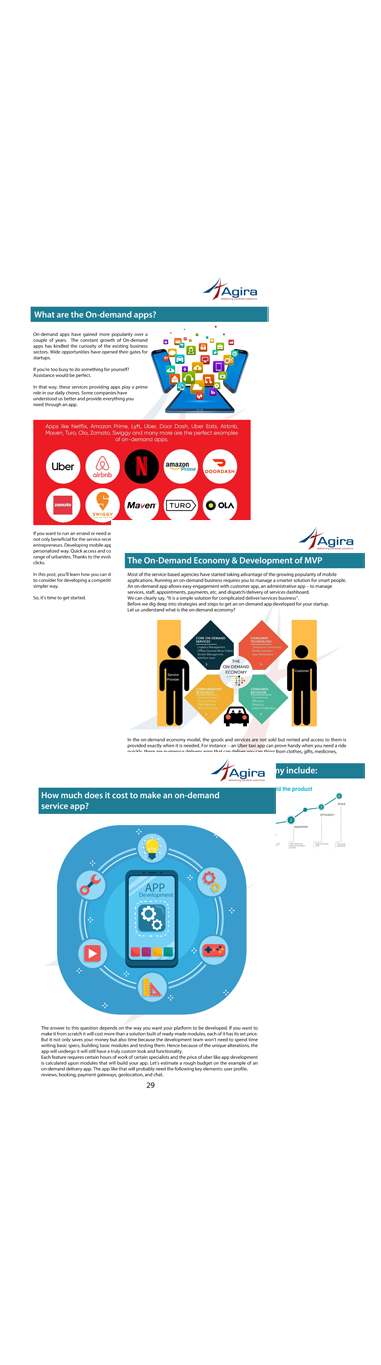 Agira
What are the On-demand apps?
On-demand apps have gained more popularity over a
couple of years. The constant growth of On-demand
apps has kindled the curiosity of the existing business
sectors. Wide opportunities have opened their gates for
startups.
If you're too busy to do something for yourself?
Assistance would be perfect.
In that way, these services providing apps play a prime
role in our daily chores. Some companies have
understood us better and provide everything you
need through an app.
Apps like Netflix, Amazon Prime, Lyft, Uber, Door Dash, Uber Eats, Airbnb,
Maven, Turo, Ola, Zomato, Swiggy and many more are the perfect examples
of on-demand apps
Uber
airbnb
N
amazon
Prime
DOORDASH
zomato
SWIGGY
Maven
TURO
OLA
If you want to run an errand or need a
not only beneficial for the service rece
entrepreneurs. Developing mobile app
personalized way. Quick access and co
range of urbanites. Thanks to the evol
clicks.
In this post, you'll learn how you can d
to consider for developing a competiti
simpler way.
So, it's time to get started.
Agira
The On-Demand Economy & Development of MVP
Most of the service-based agencies have started taking advantage of the growing popularity of mobile
applications. Running an on-demand business requires you to manage a smarter solution for smart people.
An on-demand app allows easy engagement with customer app, an administrative app – to manage
services, staff, appointments, payments, etc, and dispatch/delivery of services dashboard.
We can clearly say, "It is a simple solution for complicated deliver/services business".
Before we dig deep into strategies and steps to get an on-demand app developed for your startup.
Let us understand what is the on-demand economy?
CORE ON-DEMAND
SERVICES
CONSUMERS
TECHNOLOGY
Service
Provider
THE
ON-DEMAND
ECONOMY
Customer
CONSUMERS
BEHAVIOR
In the on-demand economy model, the goods and services are not sold but rented and access to them is
provided exactly when it is needed. For instance – an Uber taxi app can prove handy when you need a ride
my include:
ld the product
Agira
How much does it cost to make an on-demand
service app?
APP
Development
The answer to this question depends on the way you want your platform to be developed. If you want to
make it from scratch it will cost more than a solution built of ready-made modules, each of it has its set price.
But it not only saves your money but also time because the development team won't need to spend time
writing basic specs, building basic modules and testing them. Hence because of the unique alterations, the
app will undergo it will still have a truly custom look and functionality.
Each feature requires certain hours of work of certain specialists and the price of uber like app development
is calculated upon modules that will build your app. Let's estimate a rough budget on the example of an
on-demand delivery app. The app like that will probably need the following key elements: user profile,
reviews, booking, payment gateways, geolocation, and chat.
29